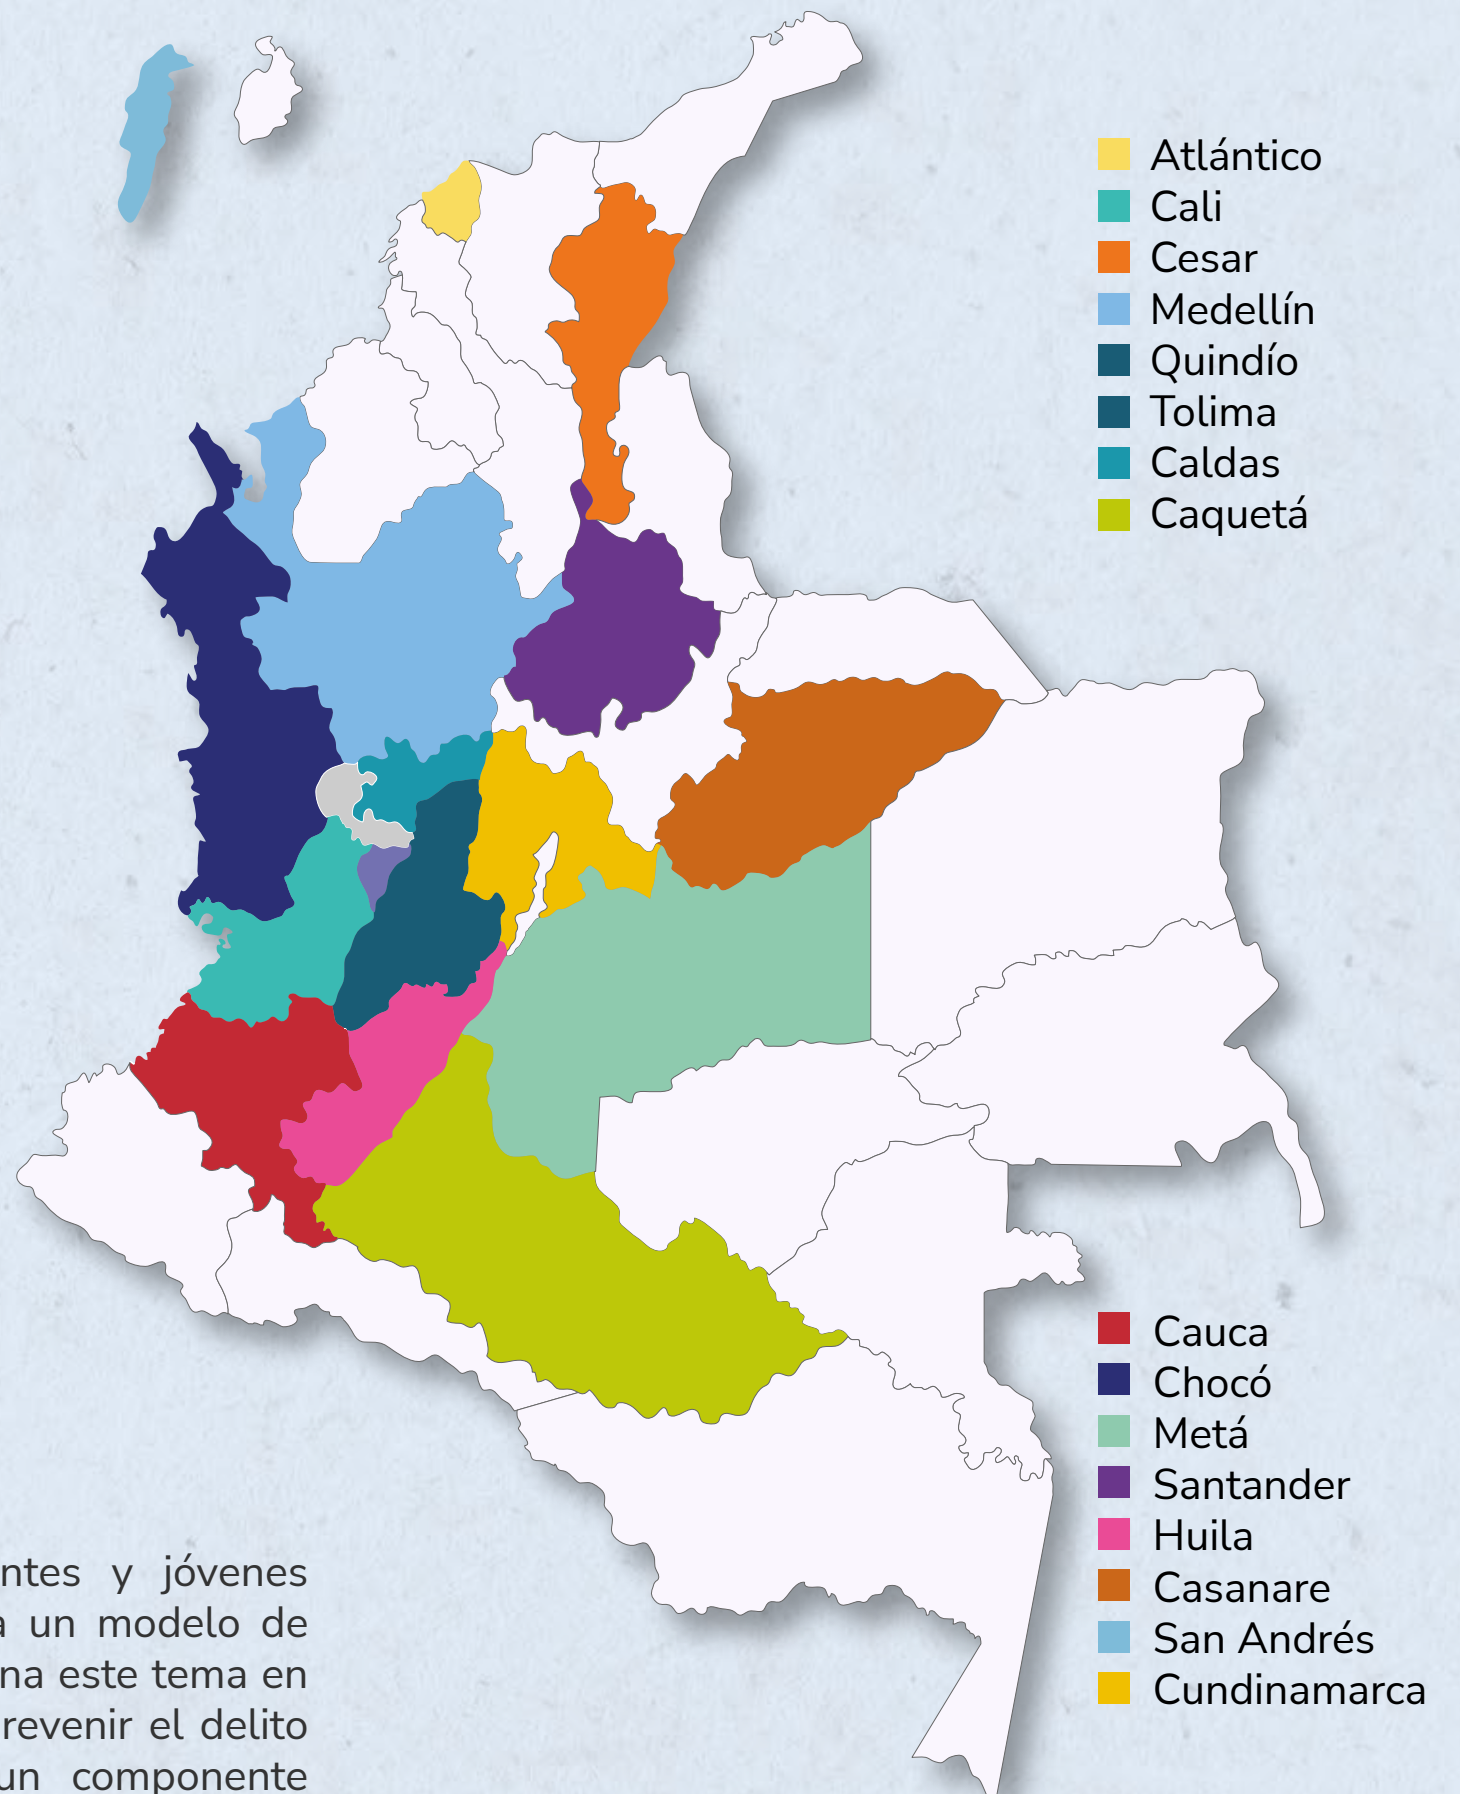 Atlántico
Cali
Cesar
Medellín
Quindío
Tolima
Caldas
Caquetá
Cauca
Chocó
Metá
Santander
Huila
Casanare
San Andrés
Cundinamarca
ntes y jóvenes
a un modelo de
na este tema en
revenir el delito
un componente